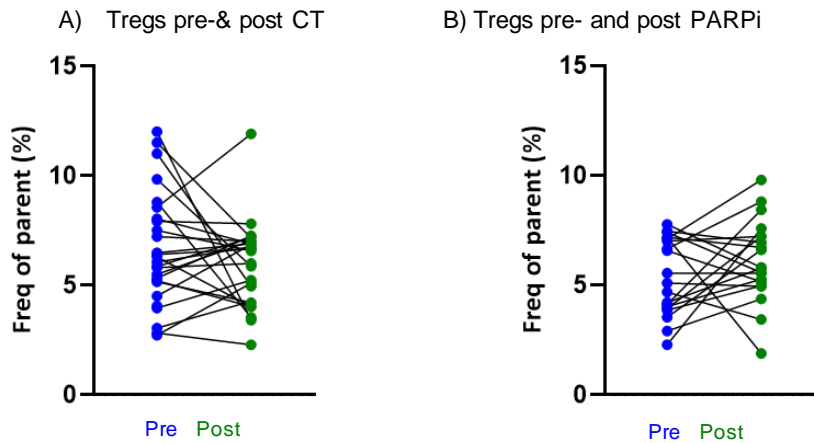 A) Tregs pre-& post CT
B) Tregs pre- and post PARPi
15
10
5
0
Freq of parent (%)
Pre Post
15
10
5
0
Freq of parent (%)
Pre Post